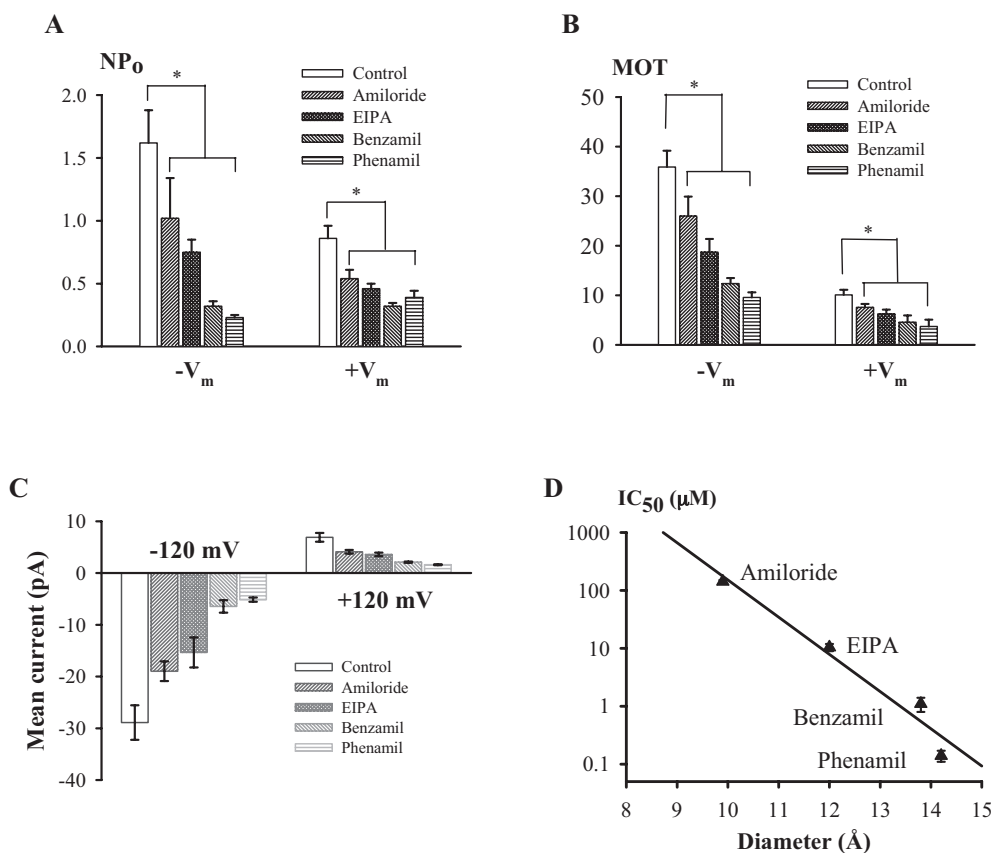 A
NPo
*
Control
Amiloride
EIPA
Benzamil
Phenamil
2.0
1.5
1.0
0.5
0.0
*
-Vm
+Vm
B
MOT
*
Control
Amiloride
EIPA
Benzamil
Phenamil
50
40
30
20
10
0
*
-Vm
+Vm
C
Mean current (pA)
10
0
-10
-20
-30
-40
-120 mV
+120 mV
Control
Amiloride
EIPA
Benzamil
Phenamil
D
IC50 (μM)
1000
100
10
1
0.1
Amiloride
EIPA
Benzamil
Phenamil
8 9 10 11 12 13 14 15
Diameter (Å)